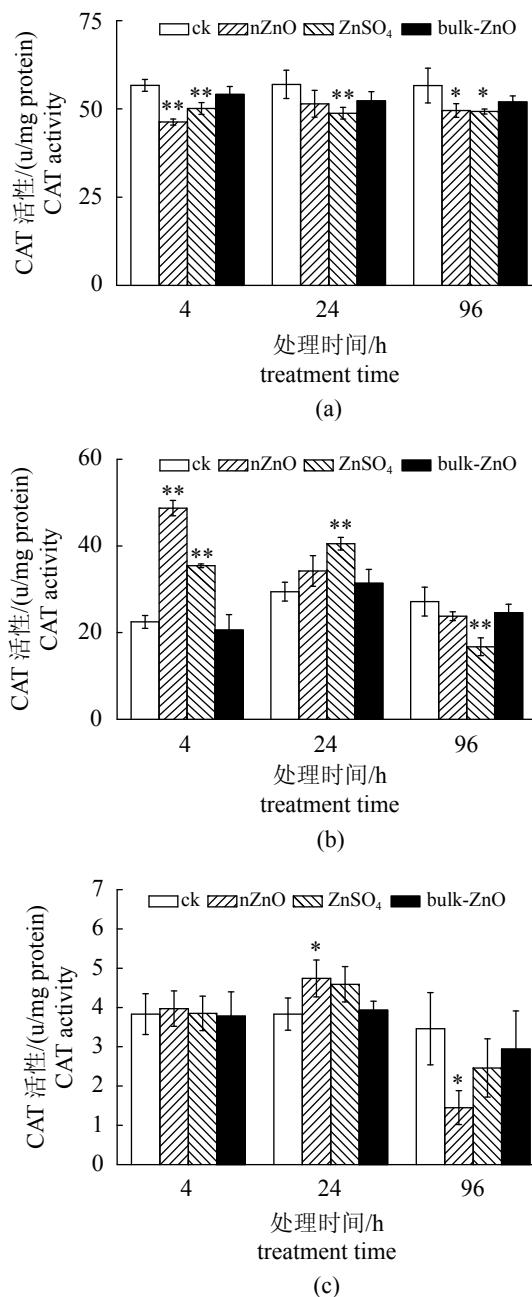 75
ck nZnO ZnSO₄ bulk-ZnO
** ** ** * *
50
25
0
CAT 活性/(u/mg protein)
CAT activity
4 24 96
处理时间/h
treatment time
(a)
60
ck nZnO ZnSO₄ bulk-ZnO
** ** ** **
40
20
0
CAT 活性/(u/mg protein)
CAT activity
4 24 96
处理时间/h
treatment time
(b)
7
ck nZnO ZnSO₄ bulk-ZnO
* *
6
5
4
3
2
1
0
CAT 活性/(u/mg protein)
CAT activity
4 24 96
处理时间/h
treatment time
(c)